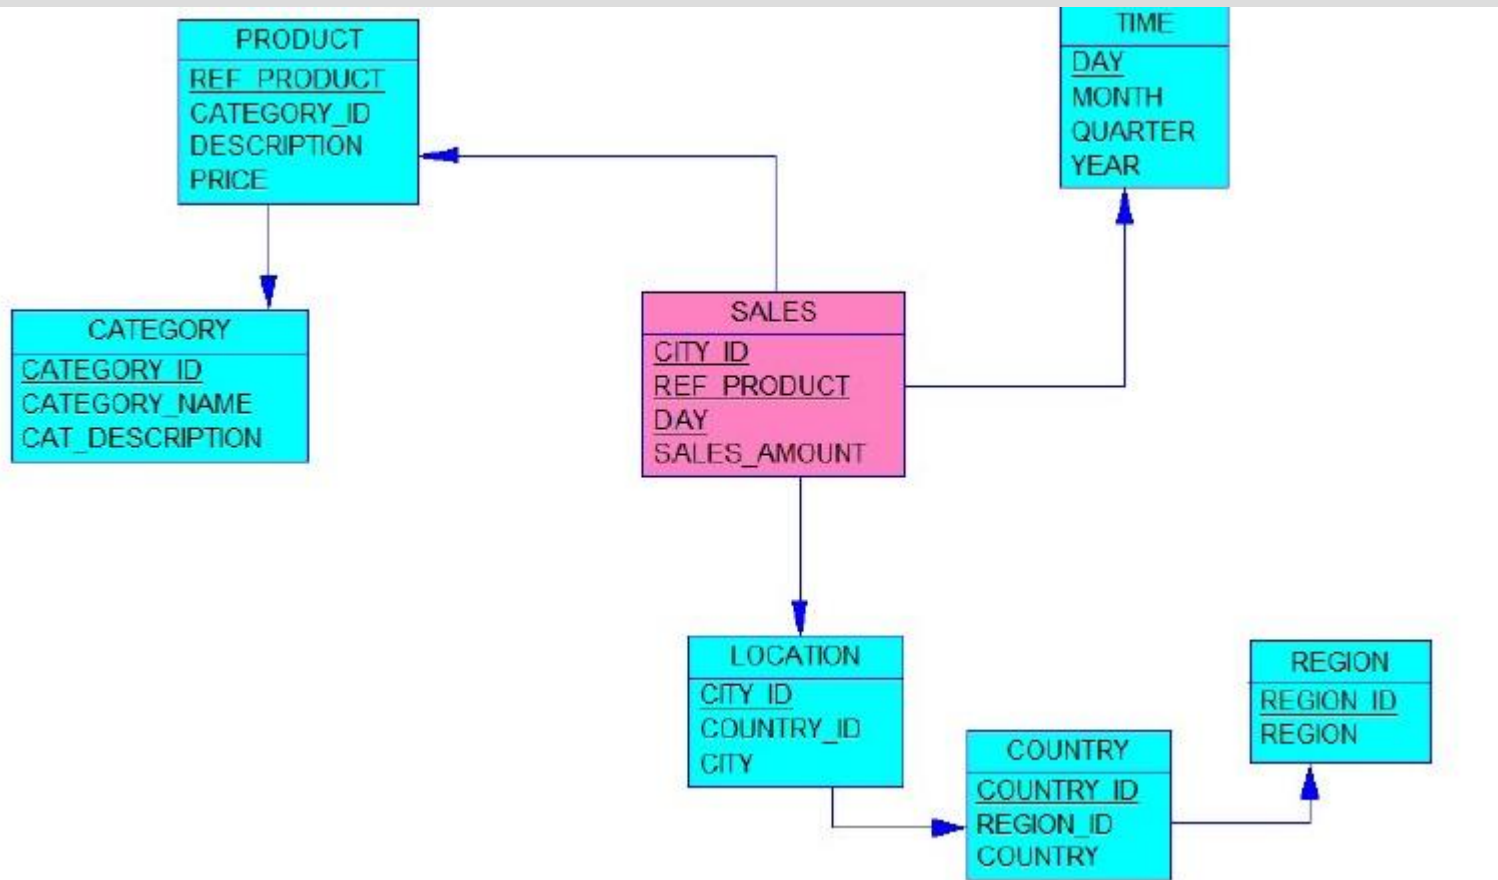 PRODUCT
REF_PRODUCT
CATEGORY_ID
DESCRIPTION
PRICE
TIME
DAY
MONTH
QUARTER
YEAR
CATEGORY
CATEGORY_ID
CATEGORY_NAME
CAT_DESCRIPTION
SALES
CITY_ID
REF_PRODUCT
DAY
SALES_AMOUNT
LOCATION
CITY_ID
COUNTRY_ID
CITY
COUNTRY
COUNTRY_ID
REGION_ID
COUNTRY
REGION
REGION_ID
REGION